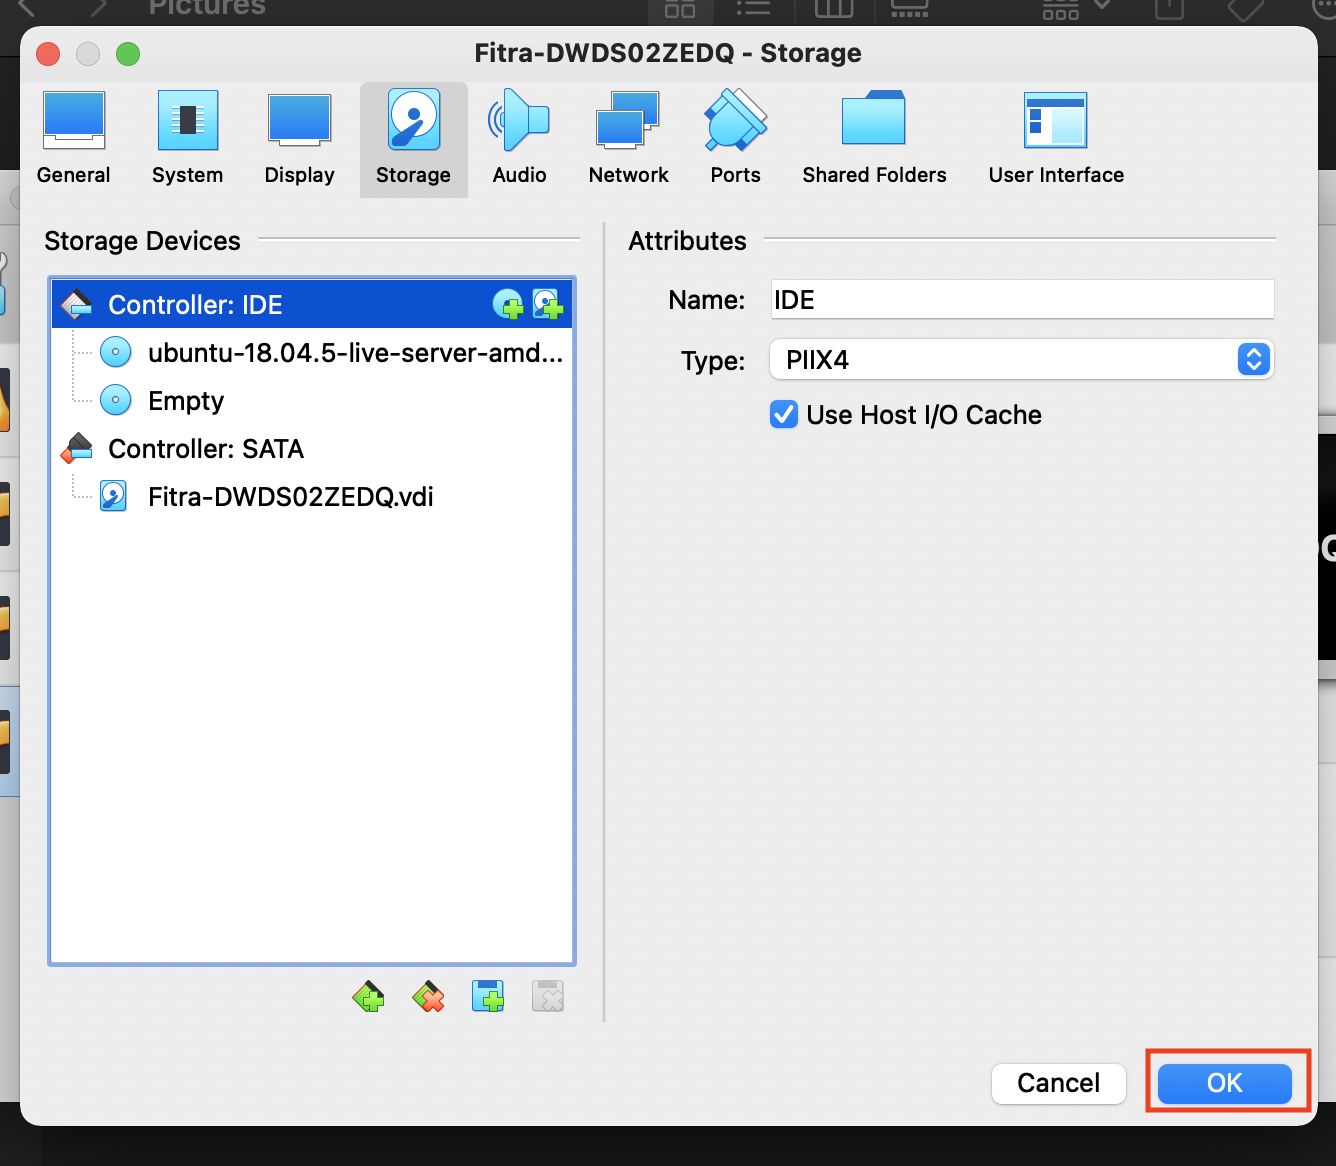 Pictures
Fitra-DWDS02ZEDQ - Storage
General
System
Display
Storage
Audio
Network
Ports
Shared Folders
User Interface
Storage Devices
Controller: IDE
ubuntu-18.04.5-live-server-amd...
Empty
Controller: SATA
Fitra-DWDS02ZEDQ.vdi
Attributes
Name: IDE
Type: PIIX4
Use Host I/O Cache
Cancel
OK